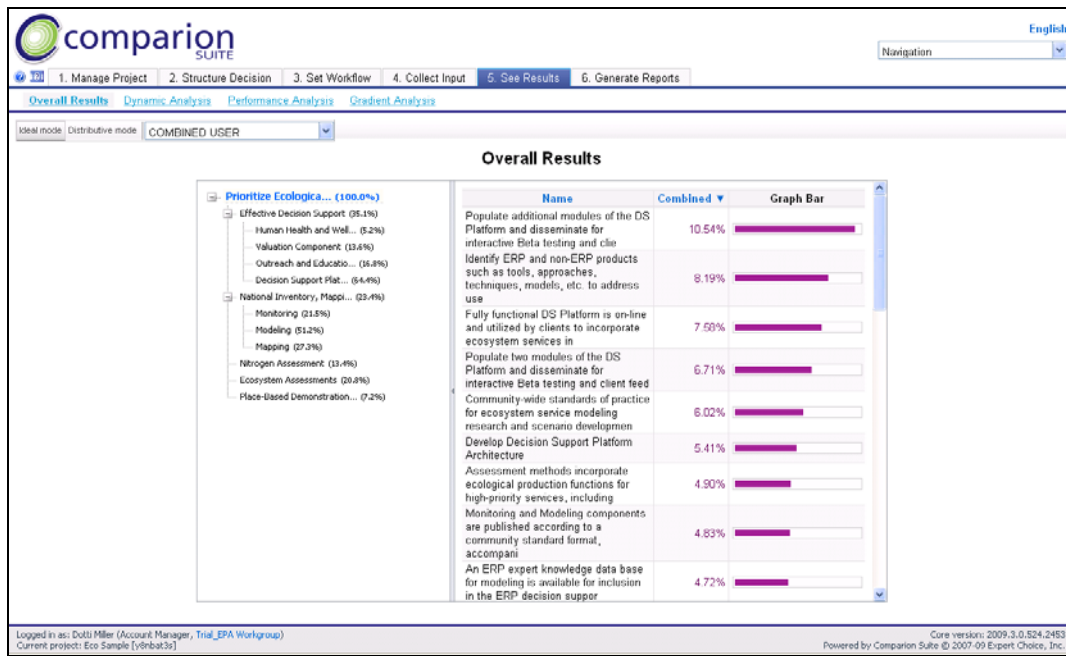 comparion
SUITE
English
Navigation
1. Manage Project
2. Structure Decision
3. Set Workflow
4. Collect Input
5. See Results
6. Generate Reports
Overall Results
Dynamic Analysis
Performance Analysis
Gradient Analysis
Ideal mode
Distributive mode
COMBINED USER
Overall Results
Prioritize Ecologica... (100.0%)
Effective Decision Support (35.1%)
Human Health and Well... (5.2%)
Valuation Component (13.6%)
Outreach and Educatio... (16.8%)
Decision Support Plat... (64.4%)
National Inventory, Mappi... (23.4%)
Monitoring (21.5%)
Modeling (51.2%)
Mapping (27.3%)
Nitrogen Assessment (13.4%)
Ecosystem Assessments (20.8%)
Place-Based Demonstration... (7.2%)
Name
Combined ▼
Graph Bar
Populate additional modules of the DS
Platform and disseminate for
interactive Beta testing and clie
10.54%
Identify ERP and non-ERP products
such as tools, approaches,
techniques, models, etc. to address
use
8.19%
Fully functional DS Platform is on-line
and utilized by clients to incorporate
ecosystem services in
7.58%
Populate two modules of the DS
Platform and disseminate for
interactive Beta testing and client feed
6.71%
Community-wide standards of practice
for ecosystem service modeling
research and scenario developmen
6.02%
Develop Decision Support Platform
Architecture
5.41%
Assessment methods incorporate
ecological production functions for
high-priority services, including
4.90%
Monitoring and Modeling components
are published according to a
community standard format,
accompani
4.83%
An ERP expert knowledge data base
for modeling is available for inclusion
in the ERP decision suppor
4.72%
Logged in as: Dotti Miller (Account Manager, Trial_EPA Workgroup)
Current project: Eco Sample [y8nbat3s]
Core version: 2009.3.0.524.2453
Powered by Comparion Suite © 2007-09 Expert Choice, Inc.